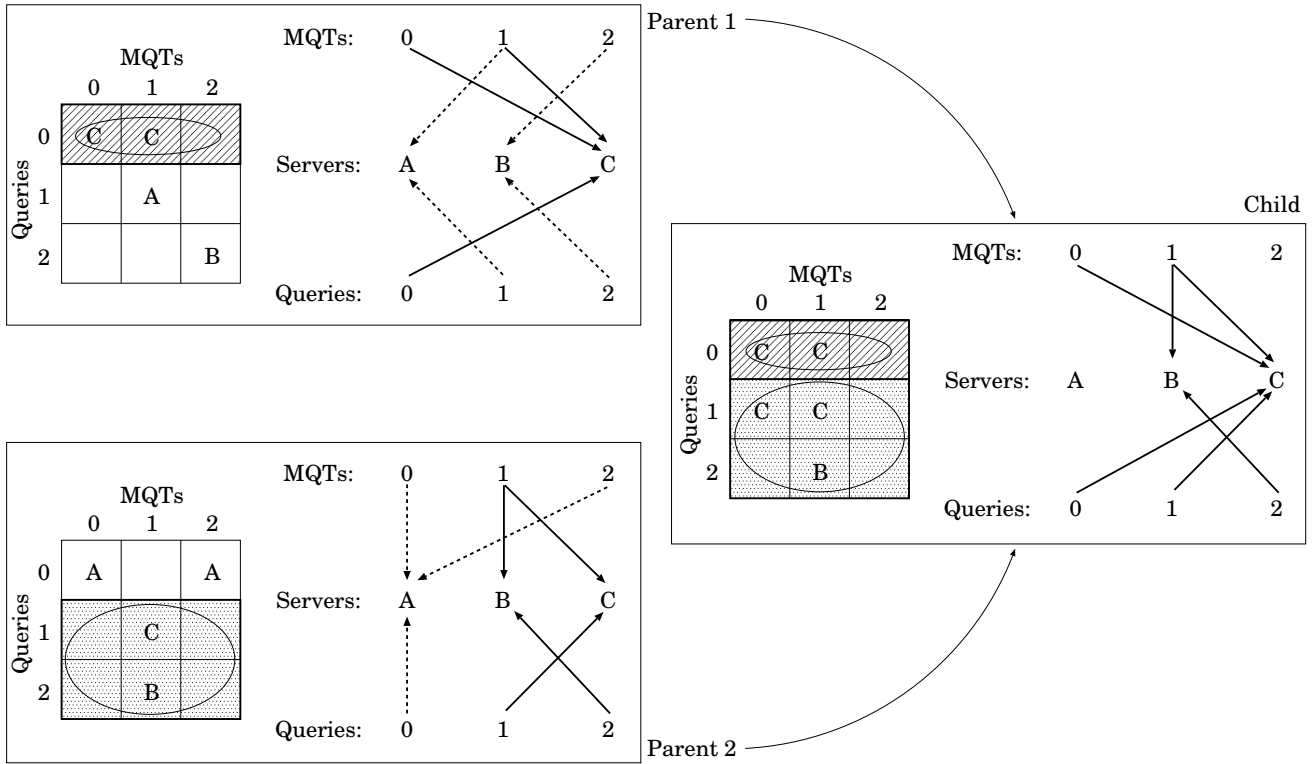 Parent 1
MQTs: 0 1 2
MQTs
0 1 2
Queries
0 C C
1 A
2 B
Servers: A B C
Queries: 0 1 2
Child
MQTs: 0 1 2
MQTs
0 1 2
Queries
0 C C
1 C C
2 B
Servers: A B C
Queries: 0 1 2
MQTs: 0 1 2
MQTs
0 1 2
Queries
0 A A
1 C
2 B
Servers: A B C
Queries: 0 1 2
Parent 2